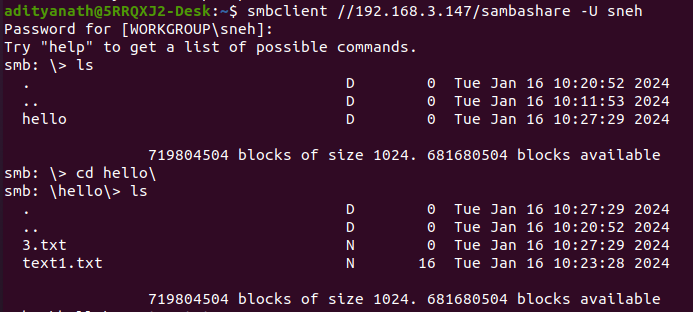 adityanath@5RRQXJ2-Desk:~$ smbclient //192.168.3.147/sambashare -U sneh
Password for [WORKGROUP\sneh]:
Try "help" to get a list of possible commands.
smb: \> ls
  .                                   D        0  Tue Jan 16 10:20:52 2024
  ..                                  D        0  Tue Jan 16 10:11:53 2024
  hello                               D        0  Tue Jan 16 10:27:29 2024

                719804504 blocks of size 1024. 681680504 blocks available
smb: \> cd hello\
smb: \hello\> ls
  .                                   D        0  Tue Jan 16 10:27:29 2024
  ..                                  D        0  Tue Jan 16 10:20:52 2024
  3.txt                               N        0  Tue Jan 16 10:27:29 2024
  text1.txt                           N       16  Tue Jan 16 10:23:28 2024

                719804504 blocks of size 1024. 681680504 blocks available